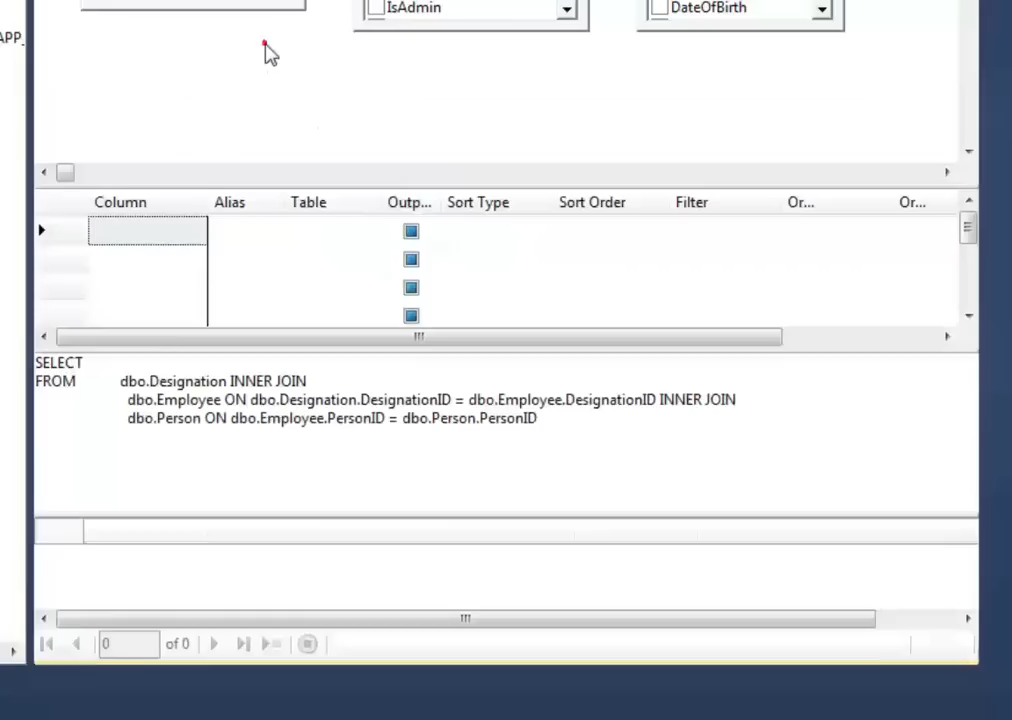 IsAdmin DateOfBirth
APP_
Column Alias Table Outp... Sort Type Sort Order Filter Or... Or...
SELECT
FROM dbo.Designation INNER JOIN
dbo.Employee ON dbo.Designation.DesignationID = dbo.Employee.DesignationID INNER JOIN
dbo.Person ON dbo.Employee.PersonID = dbo.Person.PersonID
0 of 0